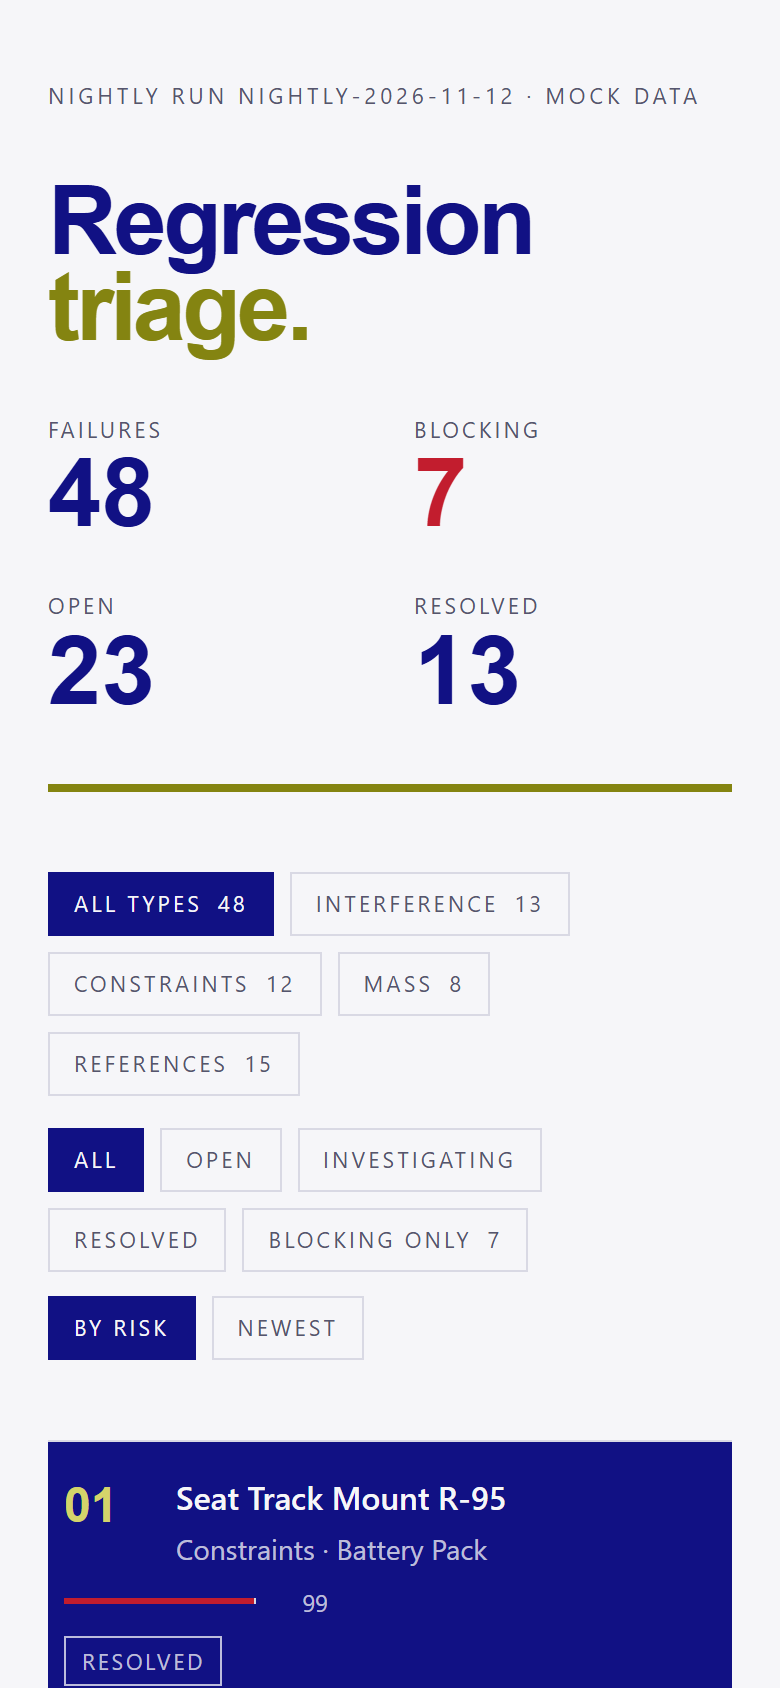 NIGHTLY RUN NIGHTLY-2026-11-12 · MOCK DATA
Regression
triage.
FAILURES
48
BLOCKING
7
OPEN
23
RESOLVED
13
ALL TYPES 48
INTERFERENCE 13
CONSTRAINTS 12
MASS 8
REFERENCES 15
ALL
OPEN
INVESTIGATING
RESOLVED
BLOCKING ONLY 7
BY RISK
NEWEST
01
Seat Track Mount R-95
Constraints · Battery Pack
99
RESOLVED